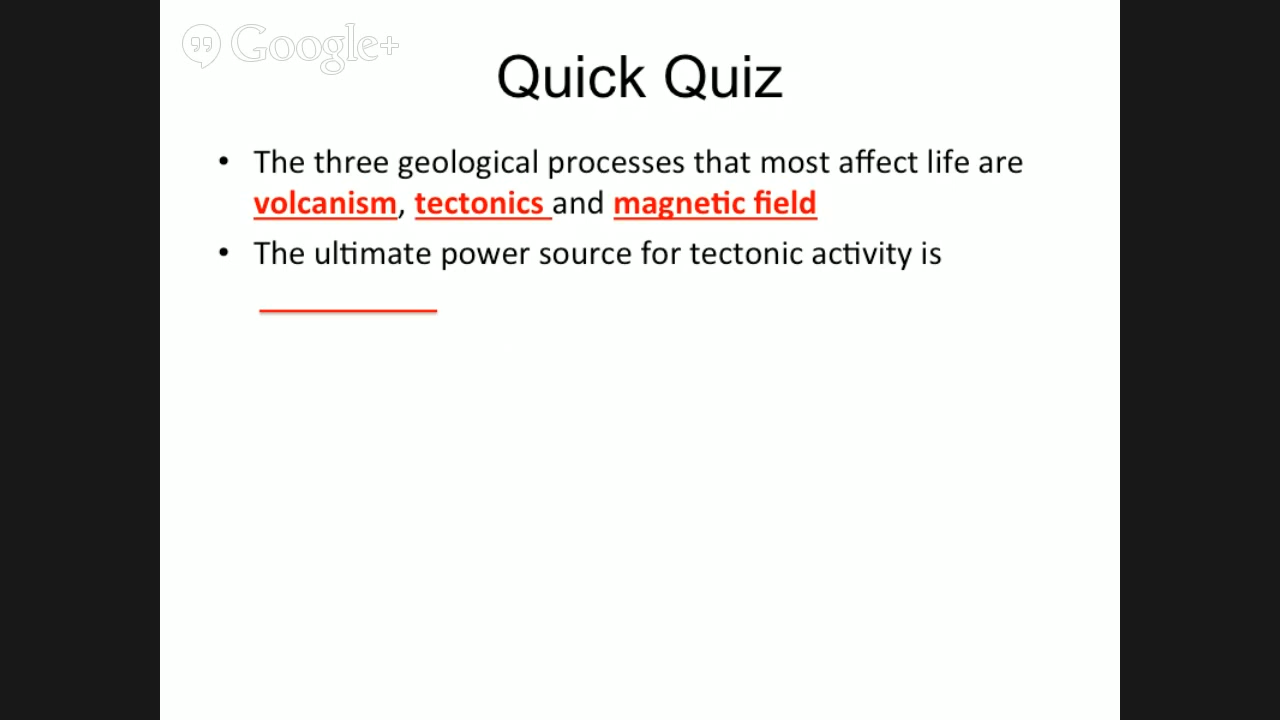 Google+
Quick Quiz
• The three geological processes that most affect life are
volcanism, tectonics and magnetic field
• The ultimate power source for tectonic activity is